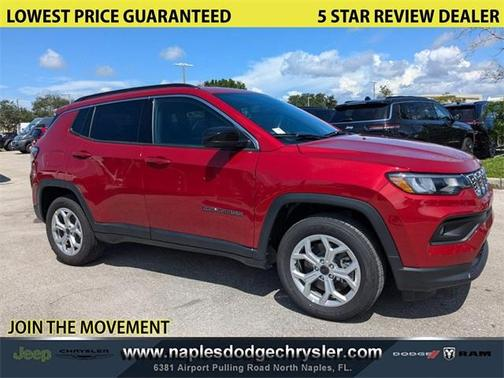 LOWEST PRICE GUARANTEED
5 STAR REVIEW DEALER
JOIN THE MOVEMENT
Jeep
CHRYSLER
www.naplesdodgechrysler.com
DODGE
RAM
6381 Airport Pulling Road North Naples, FL.